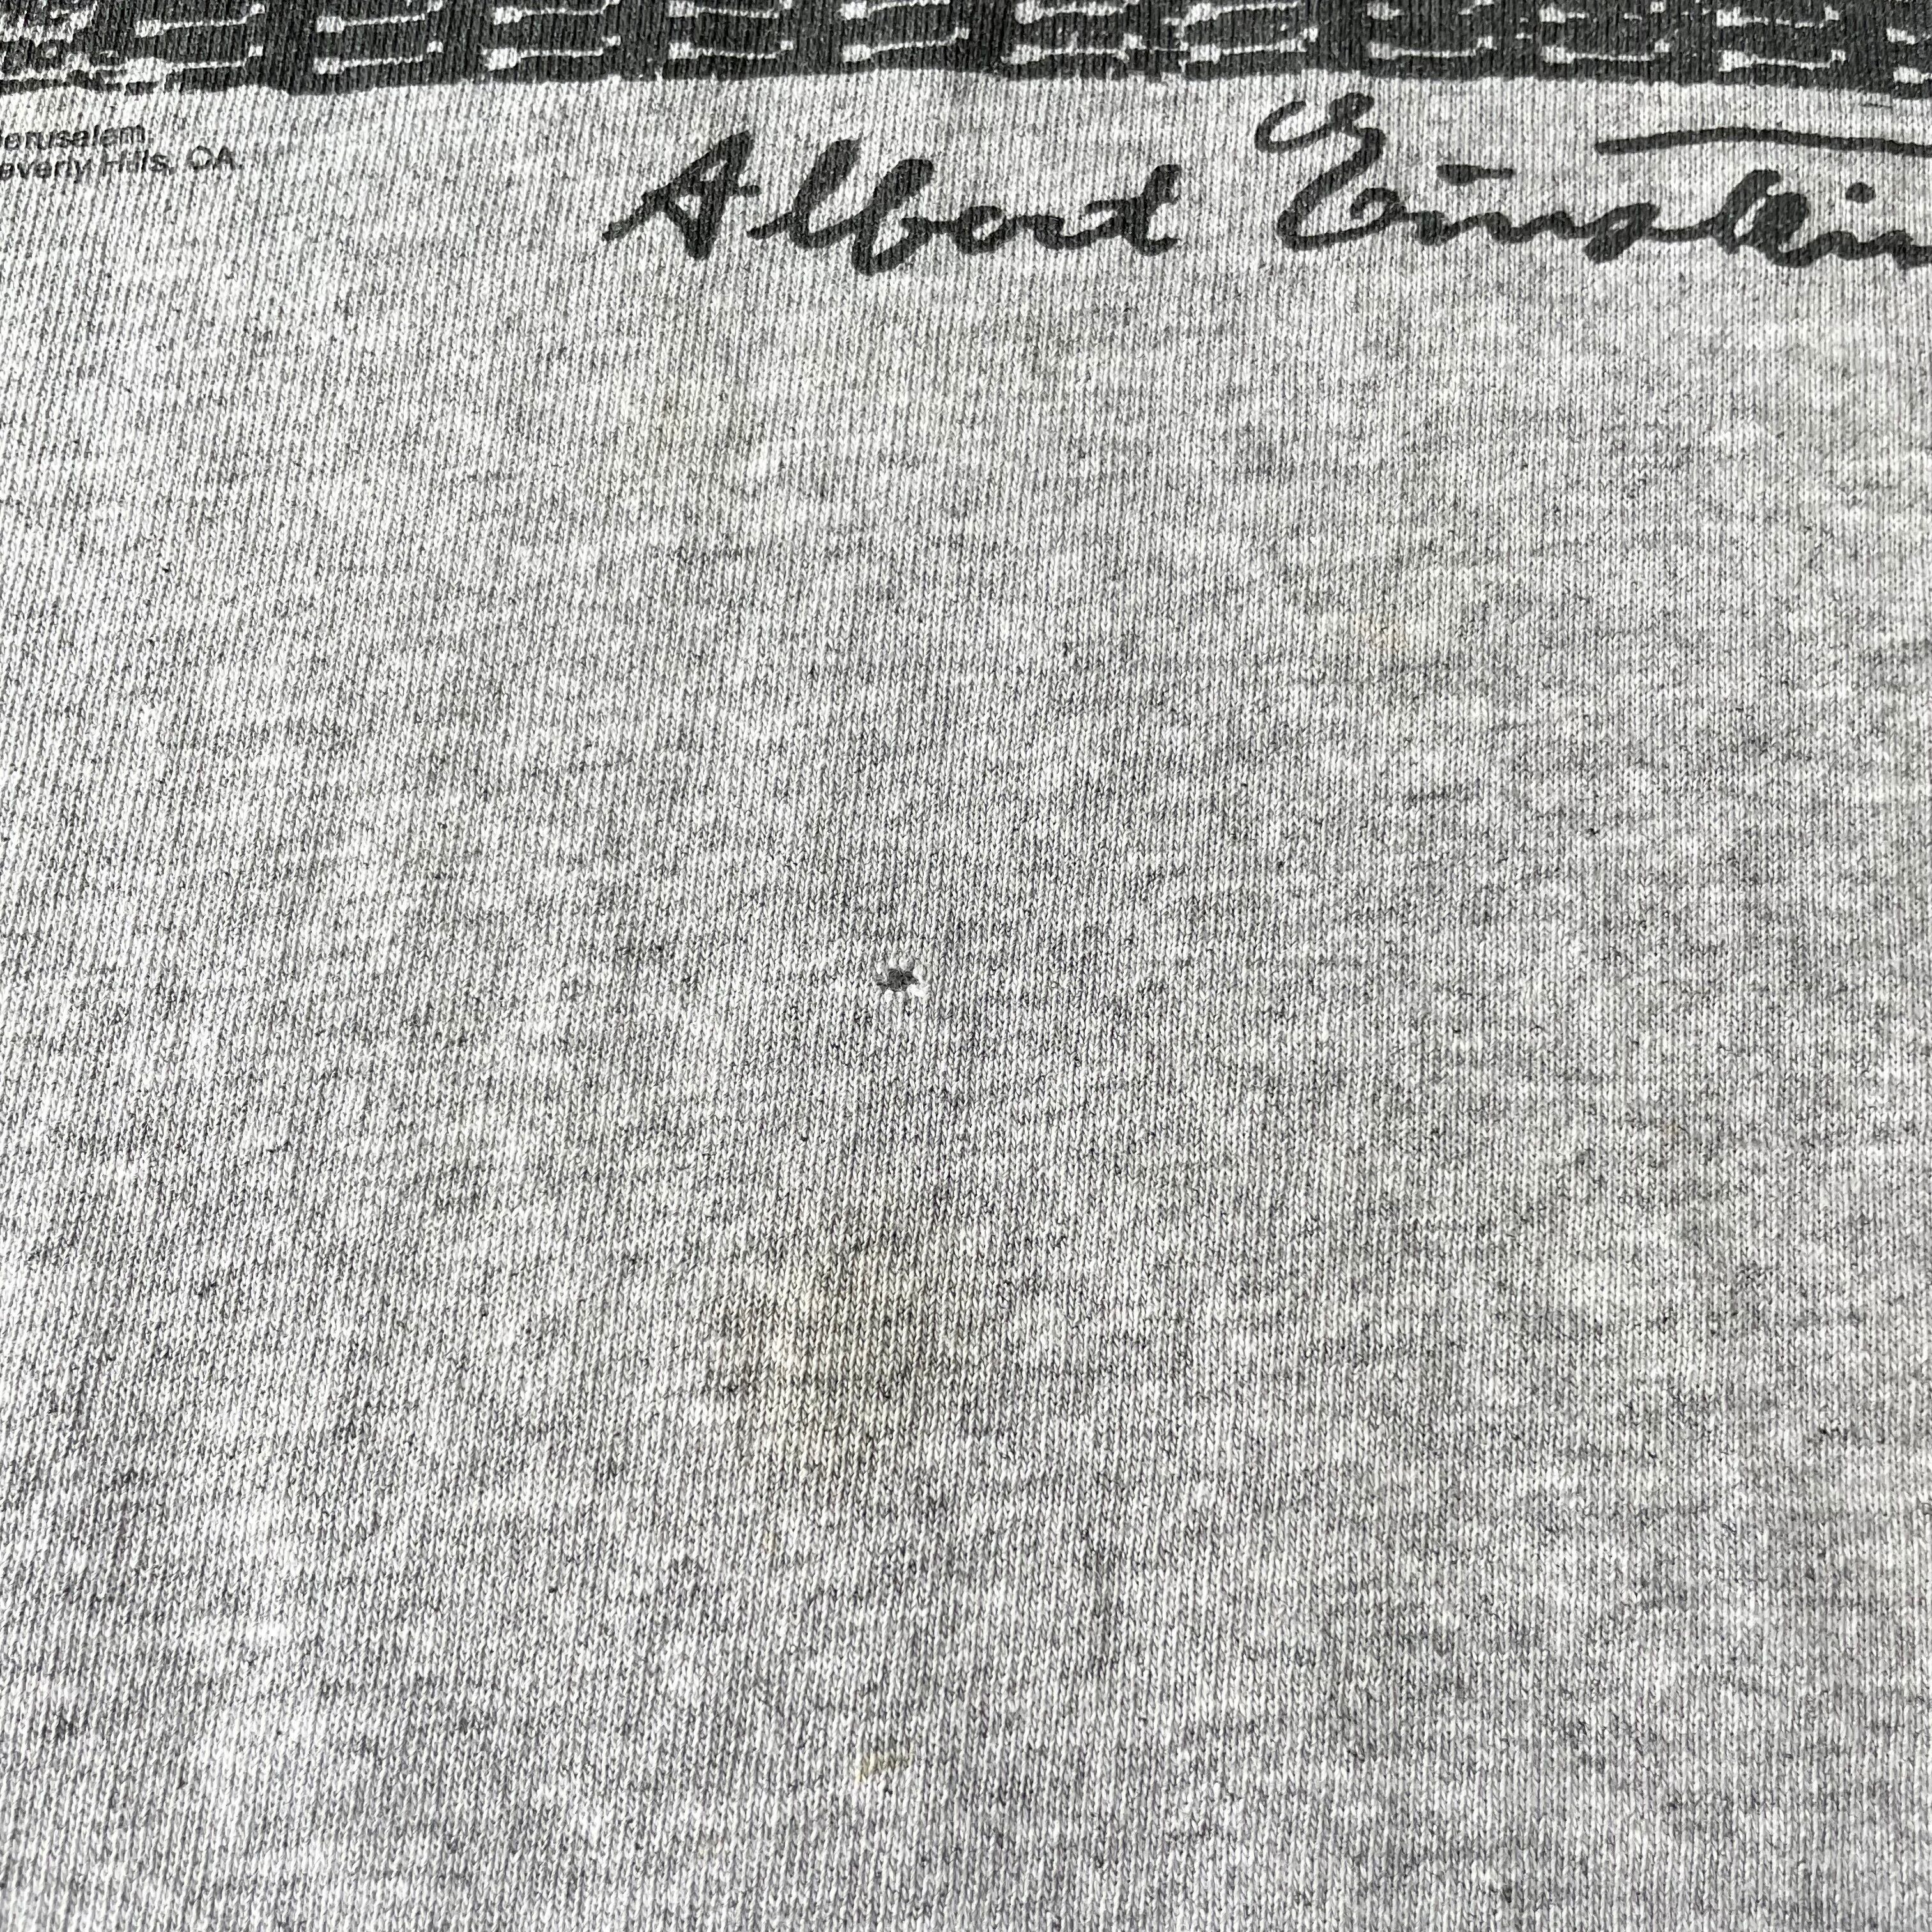 Jerusalem
Beverly Hills, CA.
Albert Einstein